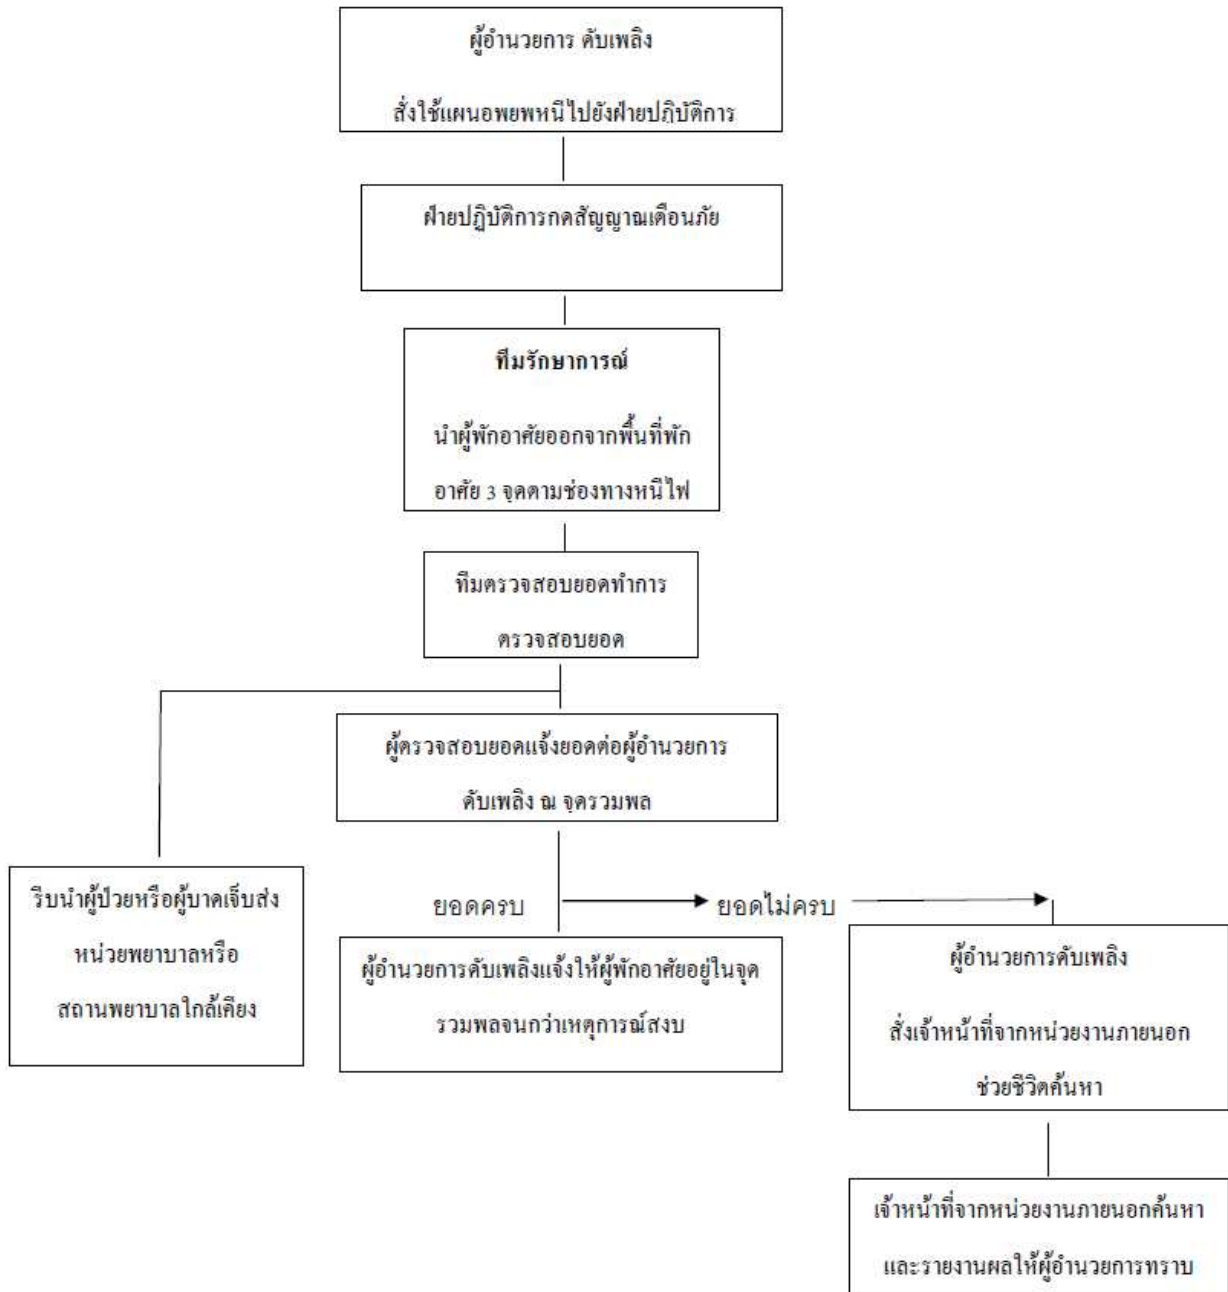 ผู้อำนวยการ ดับเพลิง
สั่งใช้แผนอพยพหนีไปยังฝ่ายปฏิบัติการ
ฝ่ายปฏิบัติการกดสัญญาณเตือนภัย
ทีมรักษาการณ์
นำผู้พักอาศัยออกจากพื้นที่พัก
อาศัย 3 จุดตามช่องทางหนีไฟ
ทีมตรวจสอบยอดทำการ
ตรวจสอบยอด
ผู้ตรวจสอบยอดแจ้งยอดต่อผู้อำนวยการ
ดับเพลิง ณ จุดรวมพล
รีบนำผู้ป่วยหรือผู้บาดเจ็บส่ง
หน่วยพยาบาลหรือ
สถานพยาบาลใกล้เคียง
ยอดครบ
ยอดไม่ครบ
ผู้อำนวยการดับเพลิงแจ้งให้ผู้พักอาศัยอยู่ในจุด
รวมพลจนกว่าเหตุการณ์สงบ
ผู้อำนวยการดับเพลิง
สั่งเจ้าหน้าที่จากหน่วยงานภายนอก
ช่วยชีวิตค้นหา
เจ้าหน้าที่จากหน่วยงานภายนอกค้นหา
และรายงานผลให้ผู้อำนวยการทราบ